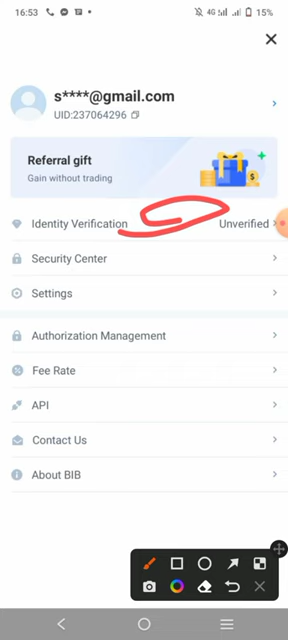 16:53 4G 15%
s****@gmail.com
UID:237064296
Referral gift
Gain without trading
Identity Verification Unverified
Security Center
Settings
Authorization Management
Fee Rate
API
Contact Us
About BIB